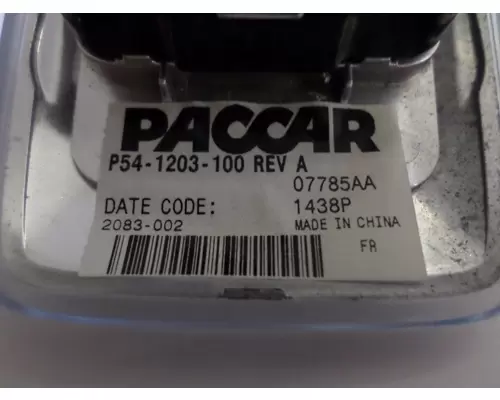 PACCAR
P54-1203-100 REV A
07785AA
DATE CODE: 1438P
2083-002 MADE IN CHINA
FR